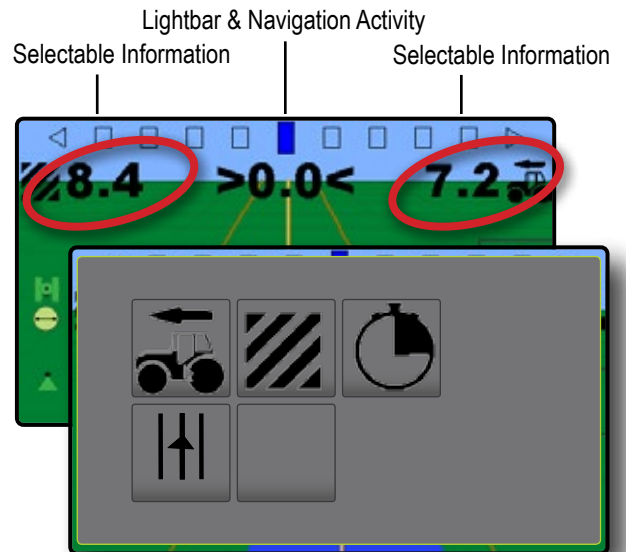 Lightbar & Navigation Activity
Selectable Information
Selectable Information
8.4 >0.0< 7.2